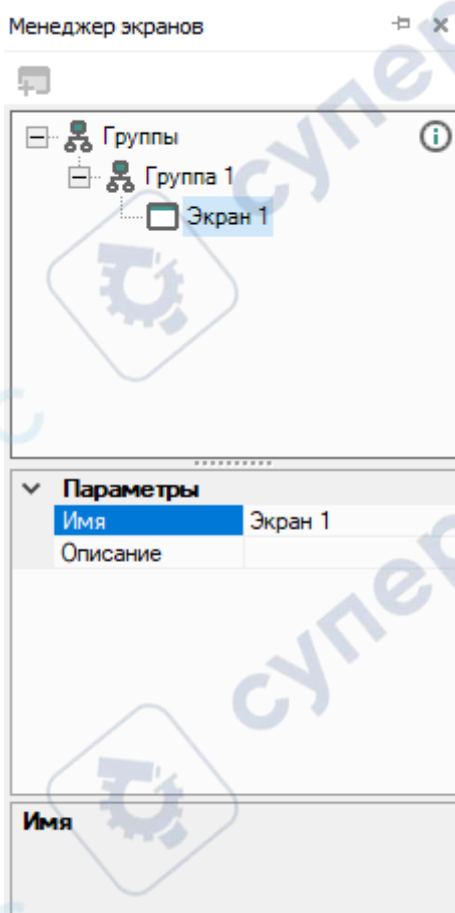 Менеджер экранов
Группы
Группа 1
Экран 1
Параметры
Имя Экран 1
Описание
Имя